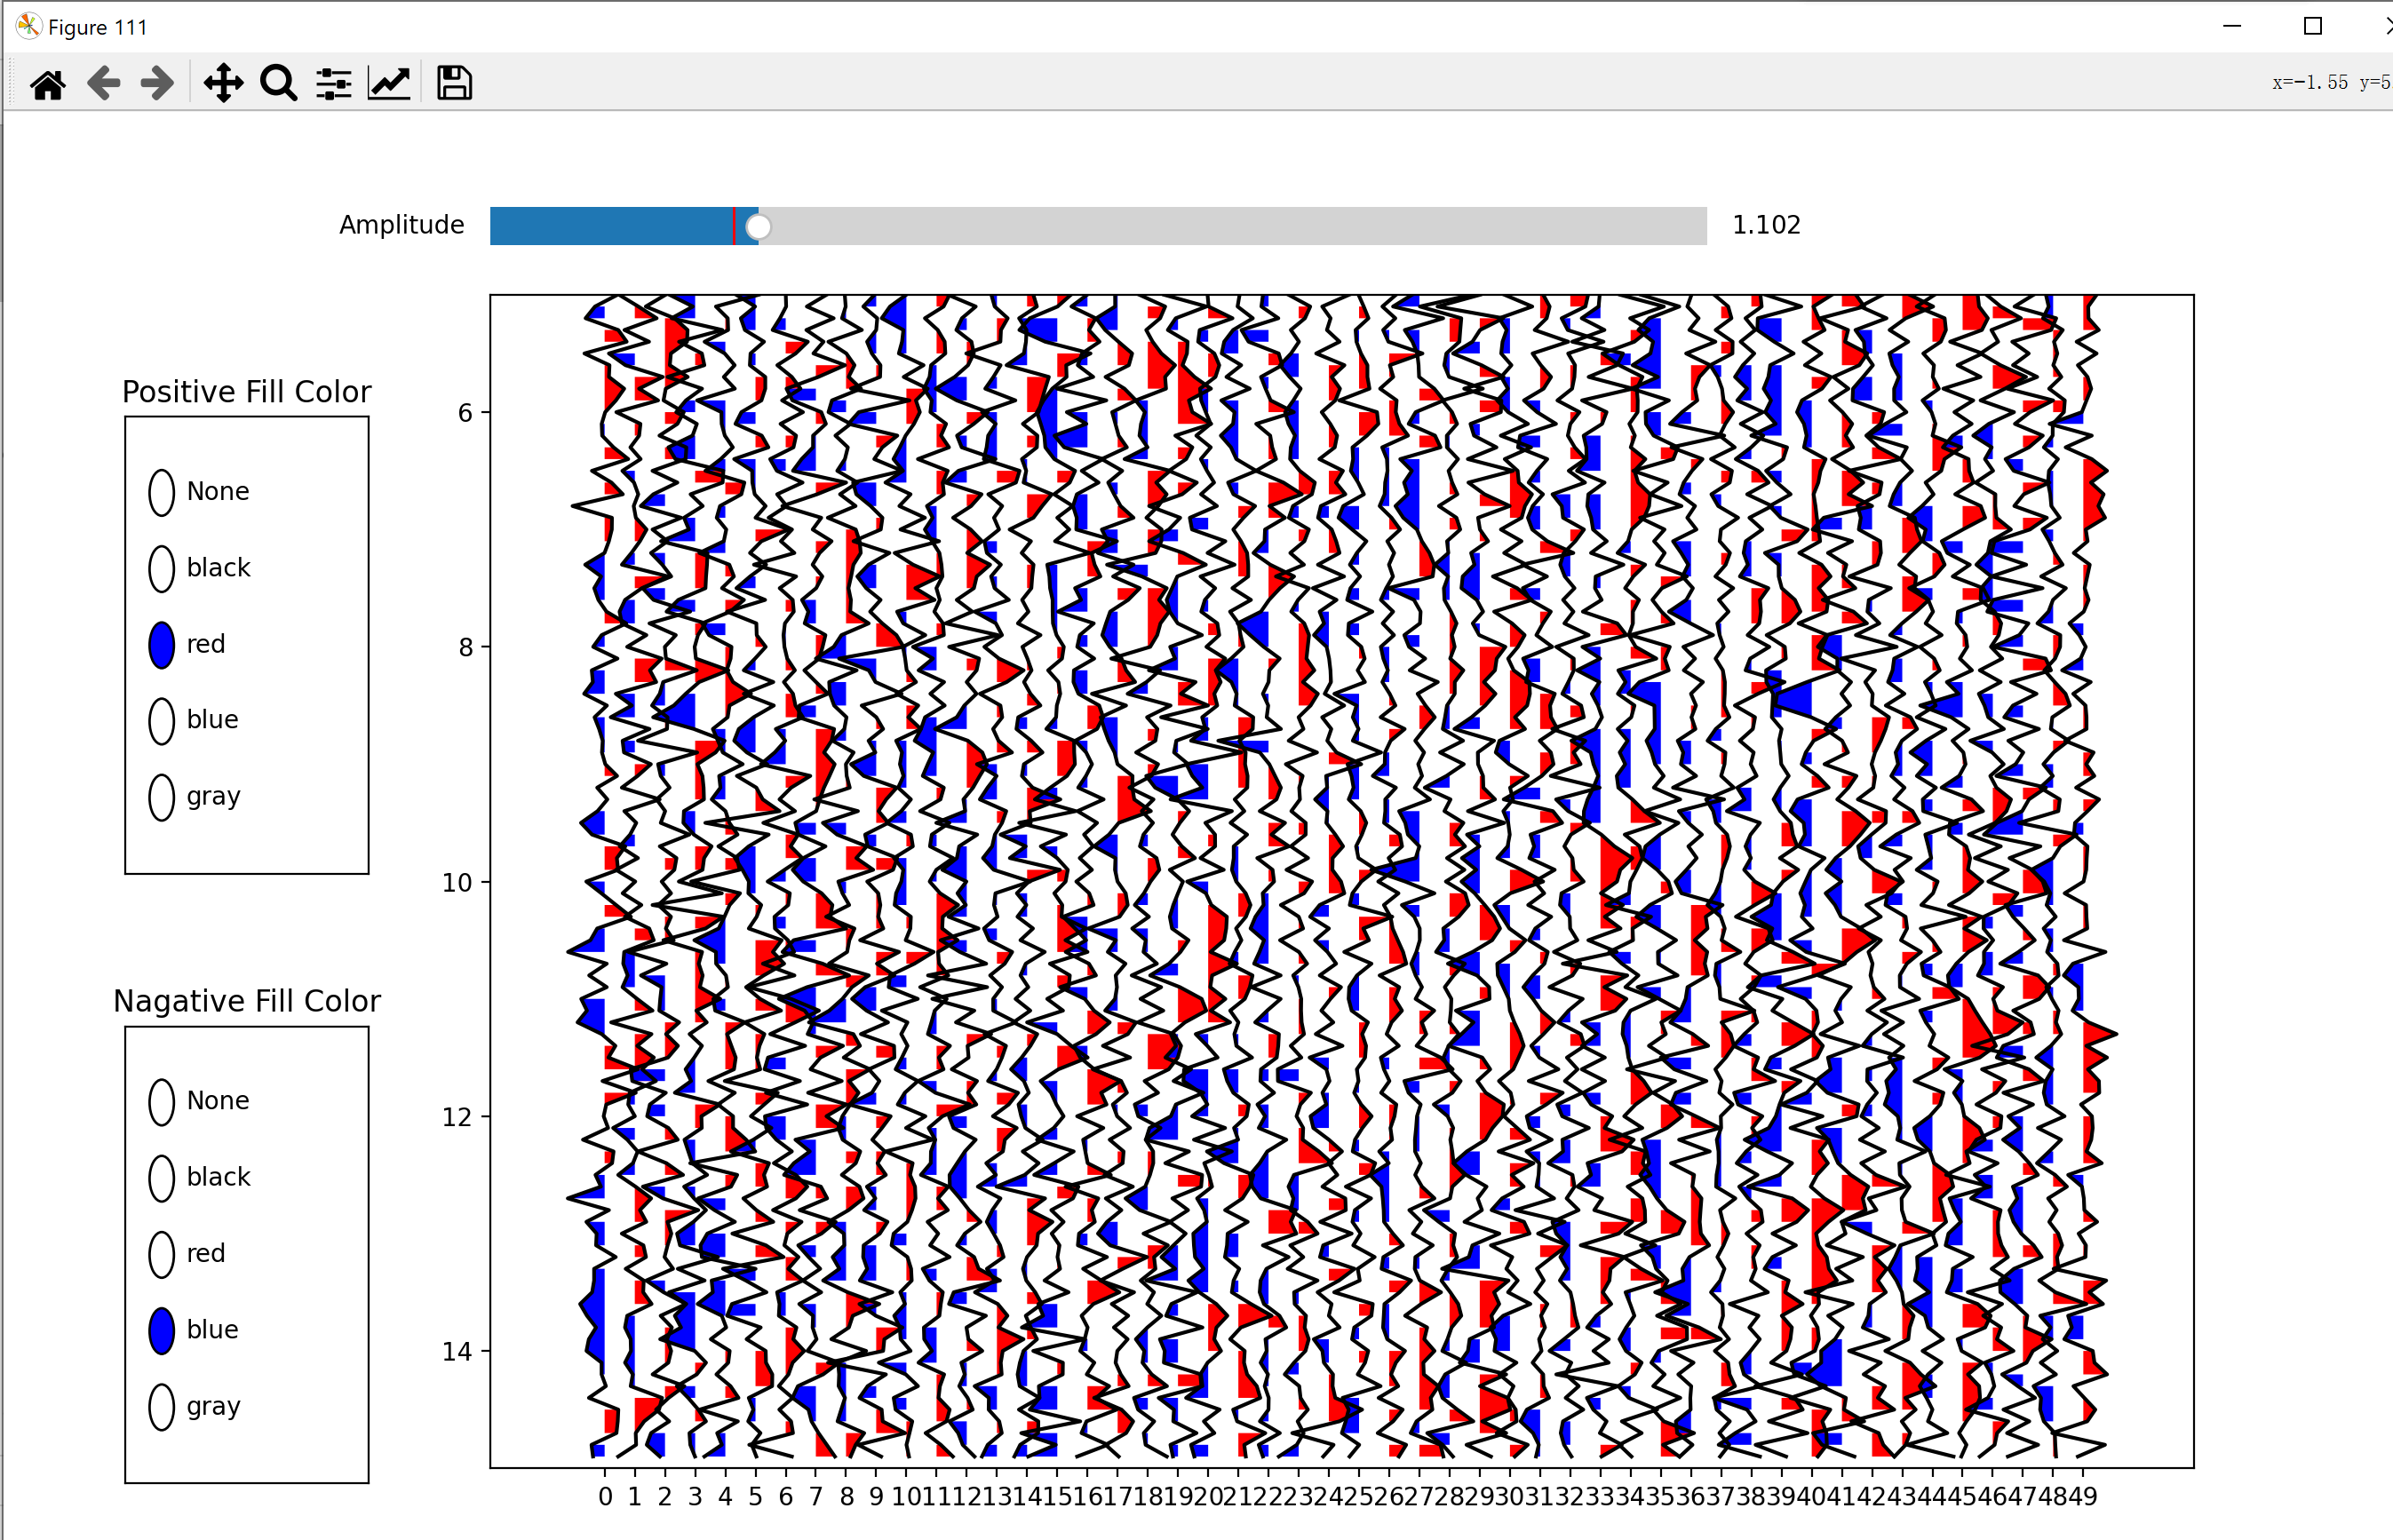 Figure 111
x=-1.55 y=5
Amplitude 1.102
Positive Fill Color
None
black
red
blue
gray
Nagative Fill Color
None
black
red
blue
gray
6
8
10
12
14
0 1 2 3 4 5 6 7 8 9 10 11 12 13 14 15 16 17 18 19 20 21 22 23 24 25 26 27 28 29 30 31 32 33 34 35 36 37 38 39 40 41 42 43 44 45 46 47 48 49